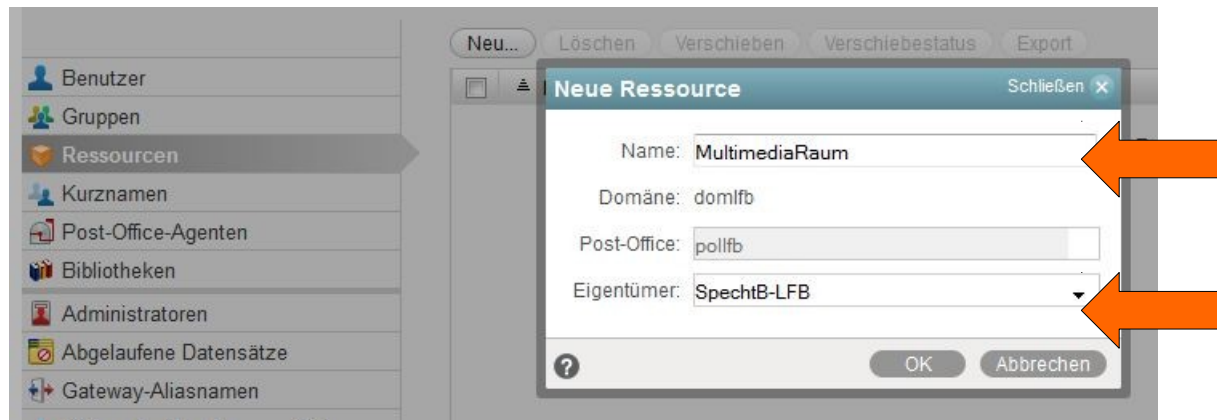 Neu... Löschen Verschieben Verschiebestatus Export
Benutzer
Gruppen
Ressourcen
Kurznamen
Post-Office-Agenten
Bibliotheken
Administratoren
Abgelaufene Datensätze
Gateway-Aliasnamen
Neue Ressource Schließen
Name: MultimediaRaum
Domäne: domlfb
Post-Office: pollfb
Eigentümer: SpechtB-LFB
OK Abbrechen